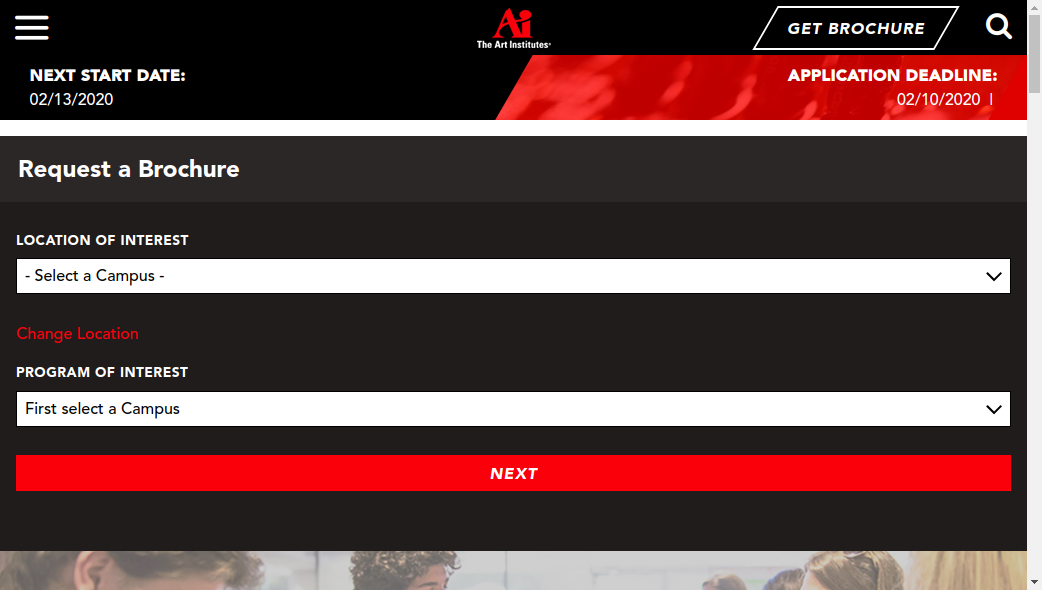 The Art Institutes
GET BROCHURE
NEXT START DATE:
02/13/2020
APPLICATION DEADLINE:
02/10/2020 |
Request a Brochure
LOCATION OF INTEREST
- Select a Campus -
Change Location
PROGRAM OF INTEREST
First select a Campus
NEXT